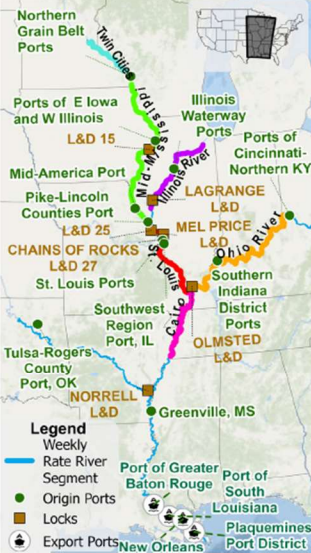 Northern
Grain Belt
Ports
Twin Cities
Ports of E Iowa
and W Illinois
Illinois
Waterway
Ports
L&D 15
Ports of
Cincinnati-
Northern KY
Mid-Mississippi
Illinois River
Mid-America Port
LAGRANGE
L&D
Pike-Lincoln
Counties Port
MEL PRICE
L&D
L&D 25
CHAINS OF ROCKS
L&D 27
Ohio River
St. Louis
St. Louis Ports
Southern
Indiana
District
Ports
Southwest
Region
Port, IL
Cairo
OLMSTED
L&D
Tulsa-Rogers
County
Port, OK
NORRELL
L&D
Greenville, MS
Legend
Weekly
Rate River
Segment
Origin Ports
Locks
Export Ports
Port of Greater
Baton Rouge
Port of
South
Louisiana
Plaquemines
Port District
New Orleans